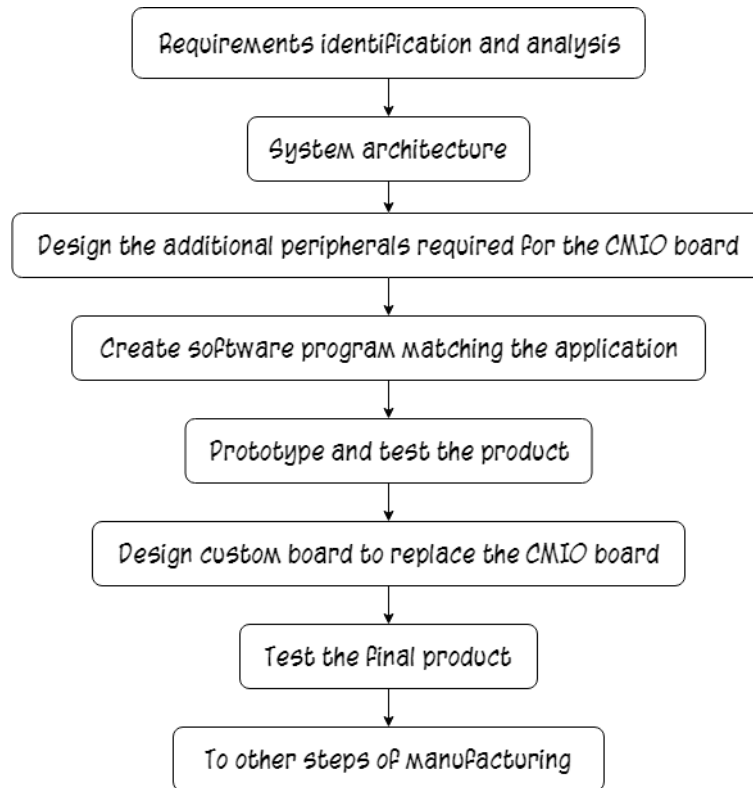 Requirements identification and analysis
System architecture
Design the additional peripherals required for the CMIO board
Create software program matching the application
Prototype and test the product
Design custom board to replace the CMIO board
Test the final product
To other steps of manufacturing